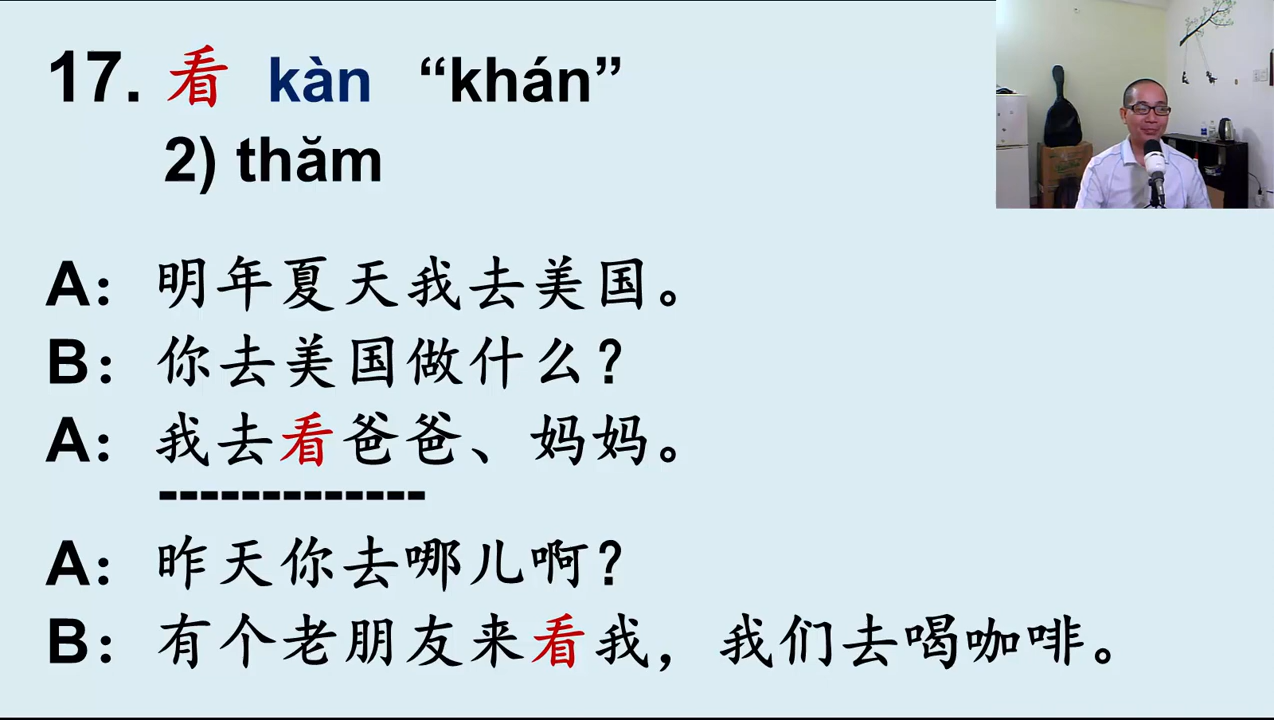 17. 看 kàn “khán”
2) thăm
A：明年夏天我去美国。
B：你去美国做什么？
A：我去看爸爸、妈妈。
-------------
A：昨天你去哪儿啊？
B：有个老朋友来看我，我们去喝咖啡。